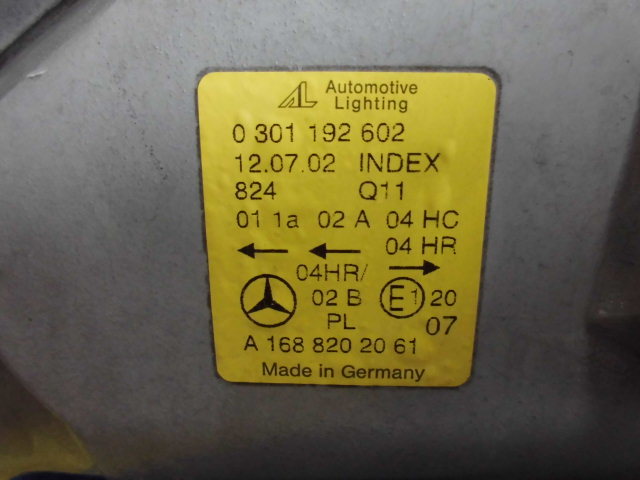 AL Automotive
Lighting
0 301 192 602
12.07.02 INDEX
824 Q11
01 1a 02 A 04 HC
← ← 04 HR
04HR/ →
02 B E1 20
PL 07
A 168 820 20 61
Made in Germany